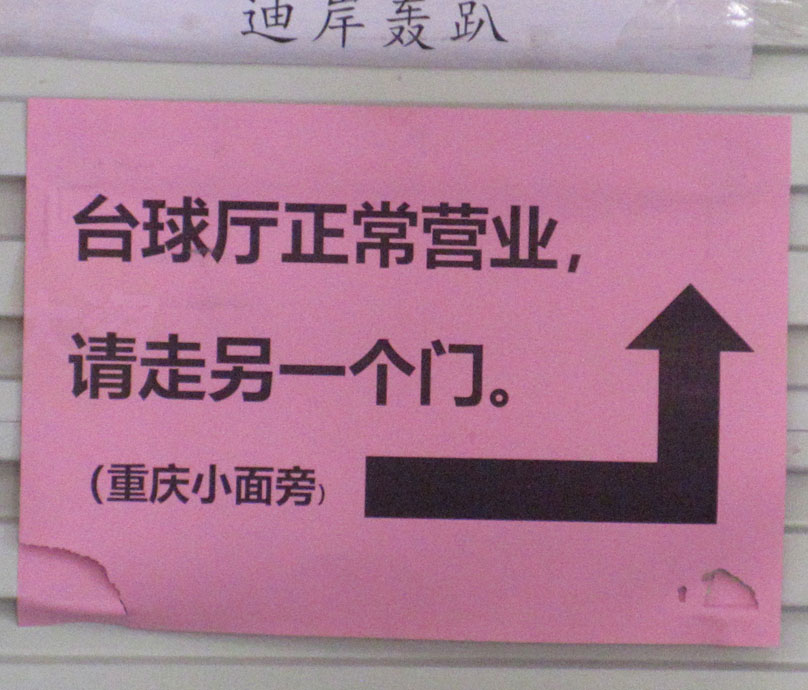 迪岸轰趴
台球厅正常营业，
请走另一个门。
（重庆小面旁）